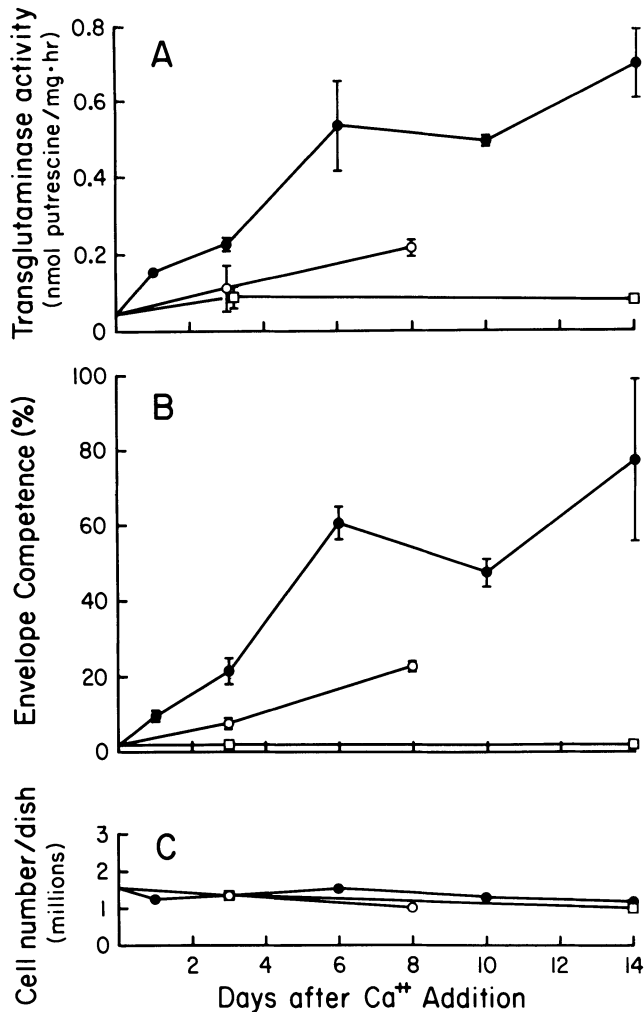 Transglutaminase activity
(nmol putrescine/mg·hr)
A
0.8
0.6
0.4
0.2
0
Envelope Competence (%)
B
100
80
60
40
20
0
Cell number/dish
(millions)
C
3
2
1
0
2 4 6 8 10 12 14
Days after Ca⁺⁺ Addition